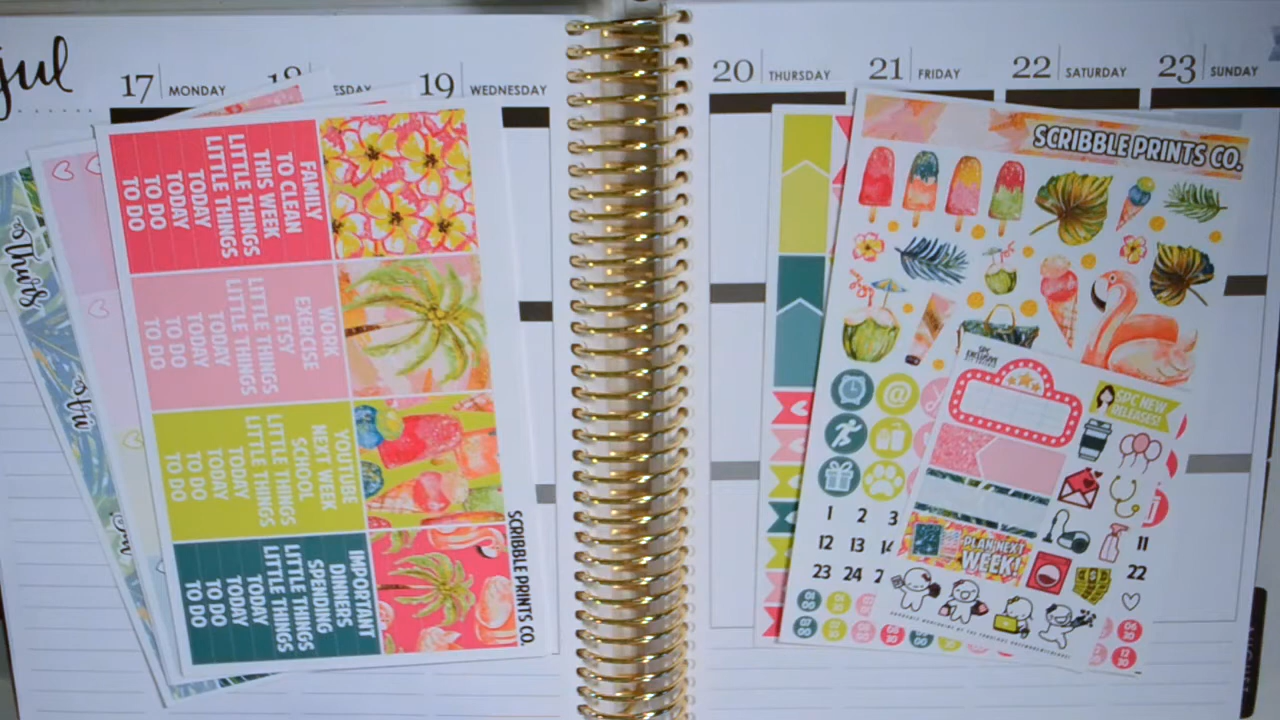 jul
17 MONDAY
18 ESDAY
19 WEDNESDAY
20 THURSDAY
21 FRIDAY
22 SATURDAY
23 SUNDAY
Thurs
FAMILY
TO CLEAN
THIS WEEK
LITTLE THINGS
LITTLE THINGS
TODAY
TODAY
TO DO
TO DO
WORK
EXERCISE
ETSY
LITTLE THINGS
LITTLE THINGS
TODAY
TODAY
TO DO
TO DO
YOUTUBE
NEXT WEEK
SCHOOL
LITTLE THINGS
LITTLE THINGS
TODAY
TODAY
TO DO
TO DO
IMPORTANT
DINNERS
SPENDING
LITTLE THINGS
LITTLE THINGS
TODAY
TODAY
TO DO
TO DO
SCRIBBLE PRINTS CO.
SCRIBBLE PRINTS CO.
@
SPC NEW
RELEASES!
PLAN NEXT
WEEK!
1 2 3
12 13 14
23 24 2
11
22